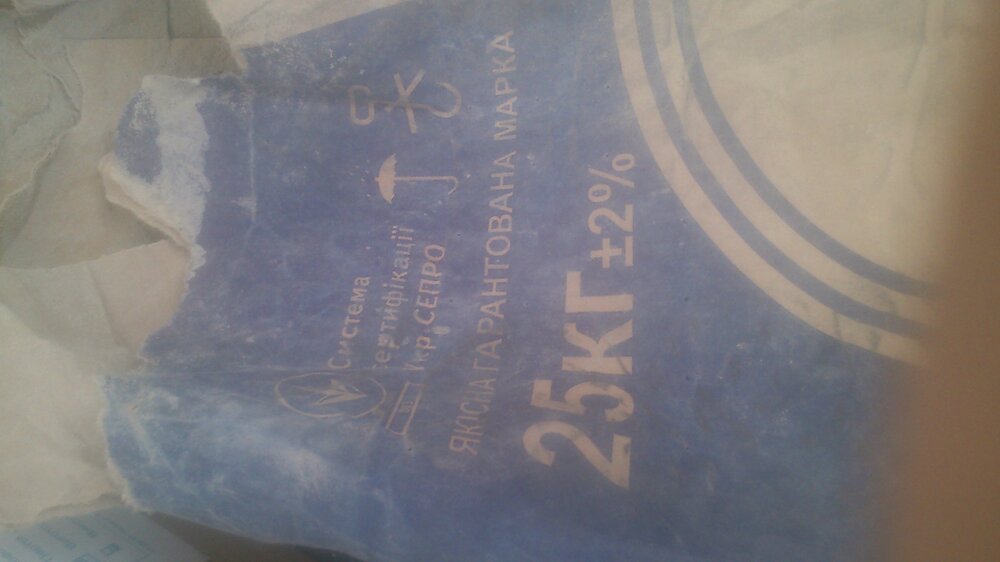 Система
сертифікації
Укр.СЕПРО
ЯКІСНА ГАРАНТОВАНА МАРКА
25КГ ±2%